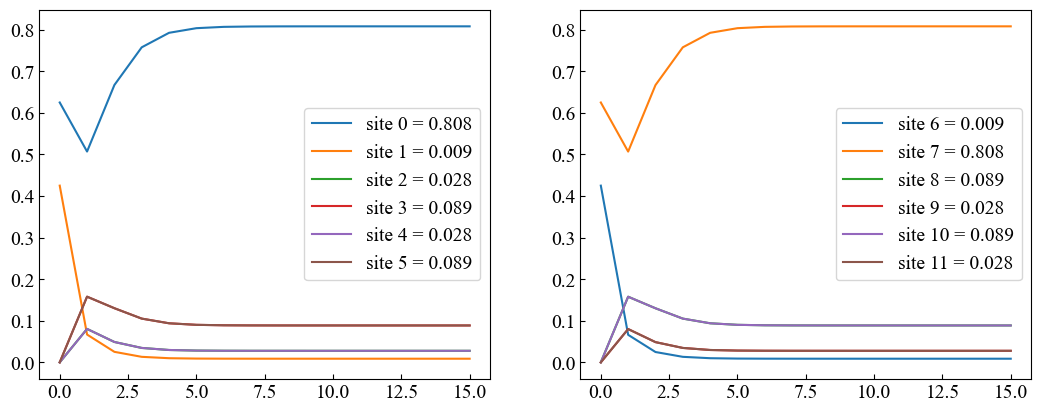 0.8
0.7
0.6
0.5
0.4
0.3
0.2
0.1
0.0
site 0 = 0.808
site 1 = 0.009
site 2 = 0.028
site 3 = 0.089
site 4 = 0.028
site 5 = 0.089
0.0 2.5 5.0 7.5 10.0 12.5 15.0
0.8
0.7
0.6
0.5
0.4
0.3
0.2
0.1
0.0
site 6 = 0.009
site 7 = 0.808
site 8 = 0.089
site 9 = 0.028
site 10 = 0.089
site 11 = 0.028
0.0 2.5 5.0 7.5 10.0 12.5 15.0